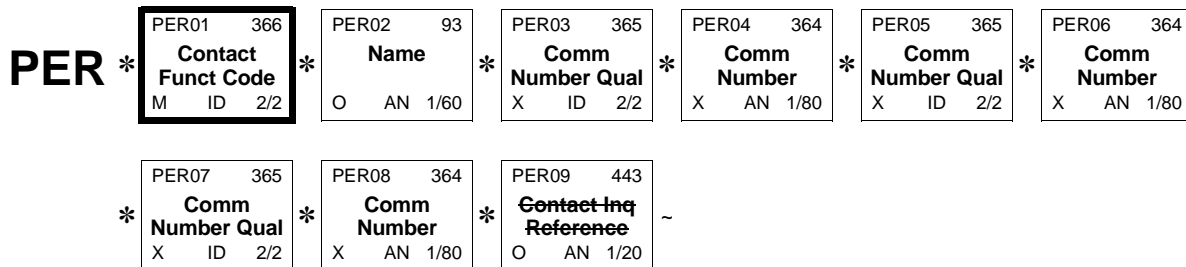 PER01 366 PER02 93 PER03 365 PER04 364 PER05 365 PER06 364
PER * Contact * Name * Comm * Comm * Comm * Comm
Funct Code Number Qual Number Number Qual Number
M ID 2/2 O AN 1/60 X ID 2/2 X AN 1/80 X ID 2/2 X AN 1/80
PER07 365 PER08 364 PER09 443
* Comm * Comm * Contact Inq ~
Number Qual Number Reference
X ID 2/2 X AN 1/80 O AN 1/20